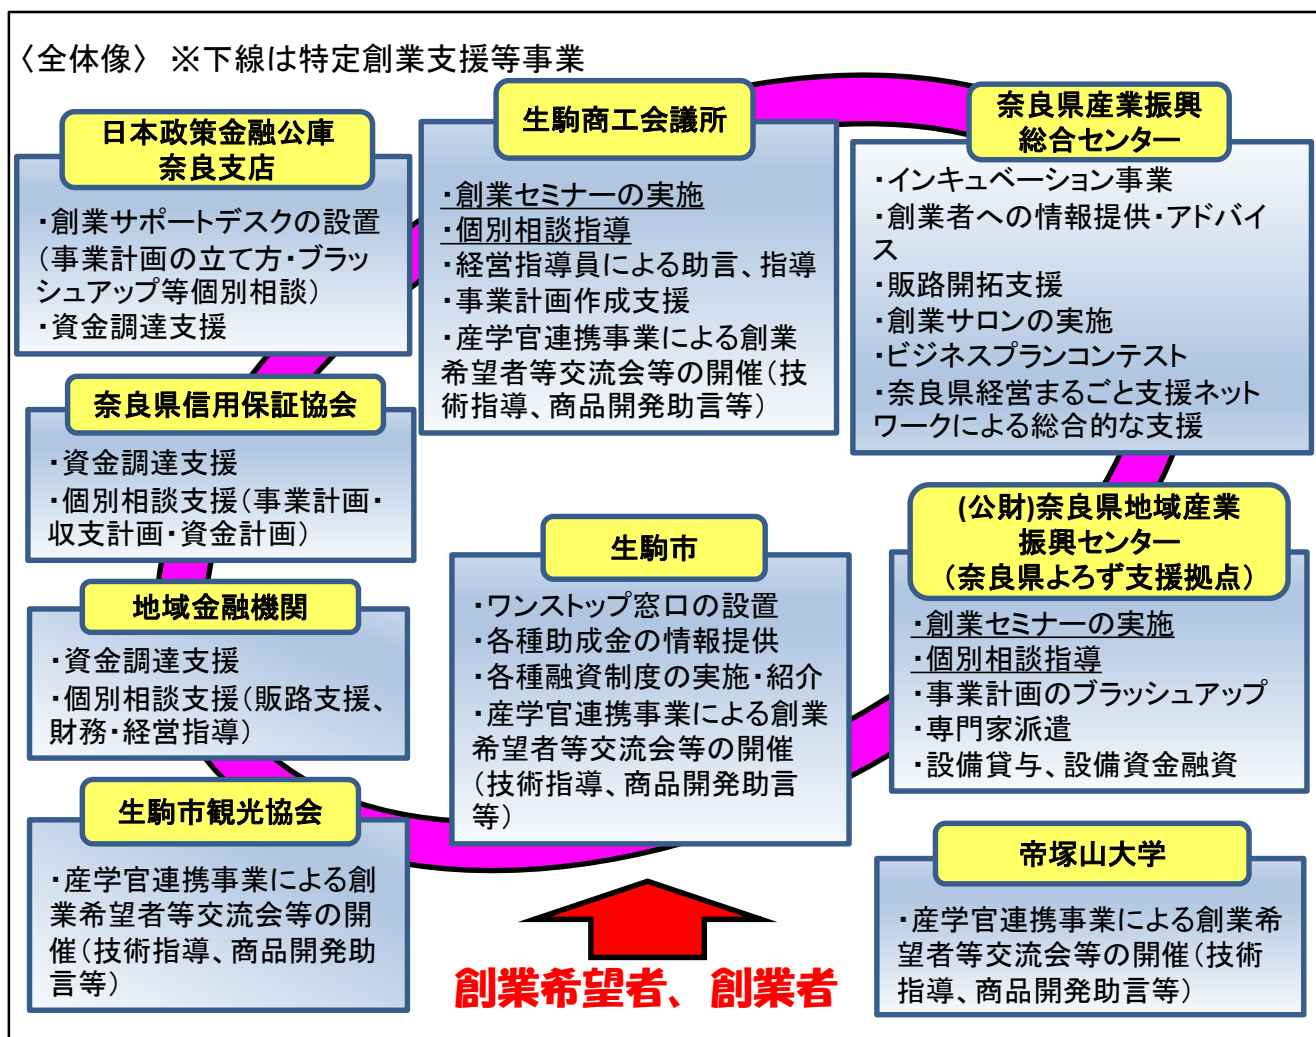 〈全体像〉 ※下線は特定創業支援等事業
日本政策金融公庫
奈良支店
・創業サポートデスクの設置
（事業計画の立て方・ブラッ
シュアップ等個別相談）
・資金調達支援
生駒商工会議所
・創業セミナーの実施
・個別相談指導
・経営指導員による助言、指導
・事業計画作成支援
・産学官連携事業による創業
希望者等交流会等の開催（技
術指導、商品開発助言等）
奈良県産業振興
総合センター
・インキュベーション事業
・創業者への情報提供・アドバイ
ス
・販路開拓支援
・創業サロンの実施
・ビジネスプランコンテスト
・奈良県経営まるごと支援ネット
ワークによる総合的な支援
奈良県信用保証協会
・資金調達支援
・個別相談支援（事業計画・
収支計画・資金計画）
地域金融機関
・資金調達支援
・個別相談支援（販路支援、
財務・経営指導）
生駒市
・ワンストップ窓口の設置
・各種助成金の情報提供
・各種融資制度の実施・紹介
・産学官連携事業による創業
希望者等交流会等の開催
（技術指導、商品開発助言
等）
(公財)奈良県地域産業
振興センター
（奈良県よろず支援拠点）
・創業セミナーの実施
・個別相談指導
・事業計画のブラッシュアップ
・専門家派遣
・設備貸与、設備資金融資
生駒市観光協会
・産学官連携事業による創
業希望者等交流会等の開
催（技術指導、商品開発助
言等）
帝塚山大学
・産学官連携事業による創業希
望者等交流会等の開催（技術
指導、商品開発助言等）
創業希望者、創業者